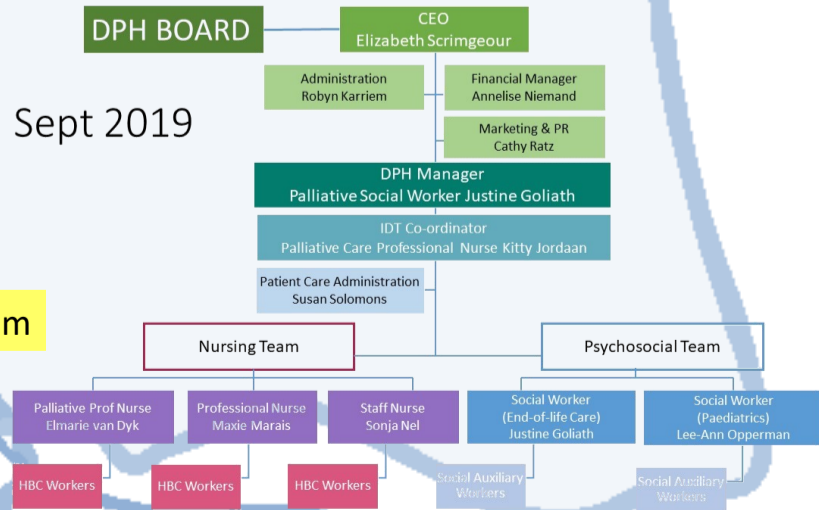 DPH BOARD
CEO
Elizabeth Scrimgeour
Administration
Robyn Karriem
Financial Manager
Annelise Niemand
Sept 2019
Marketing & PR
Cathy Ratz
DPH Manager
Palliative Social Worker Justine Goliath
IDT Co-ordinator
Palliative Care Professional Nurse Kitty Jordaan
Patient Care Administration
Susan Solomons
m
Nursing Team
Psychosocial Team
Palliative Prof Nurse
Elmarie van Dyk
Professional Nurse
Maxie Marais
Staff Nurse
Sonja Nel
Social Worker
(End-of-life Care)
Justine Goliath
Social Worker
(Paediatrics)
Lee-Ann Opperman
HBC Workers
HBC Workers
HBC Workers
Social Auxiliary
Workers
Social Auxiliary
Workers